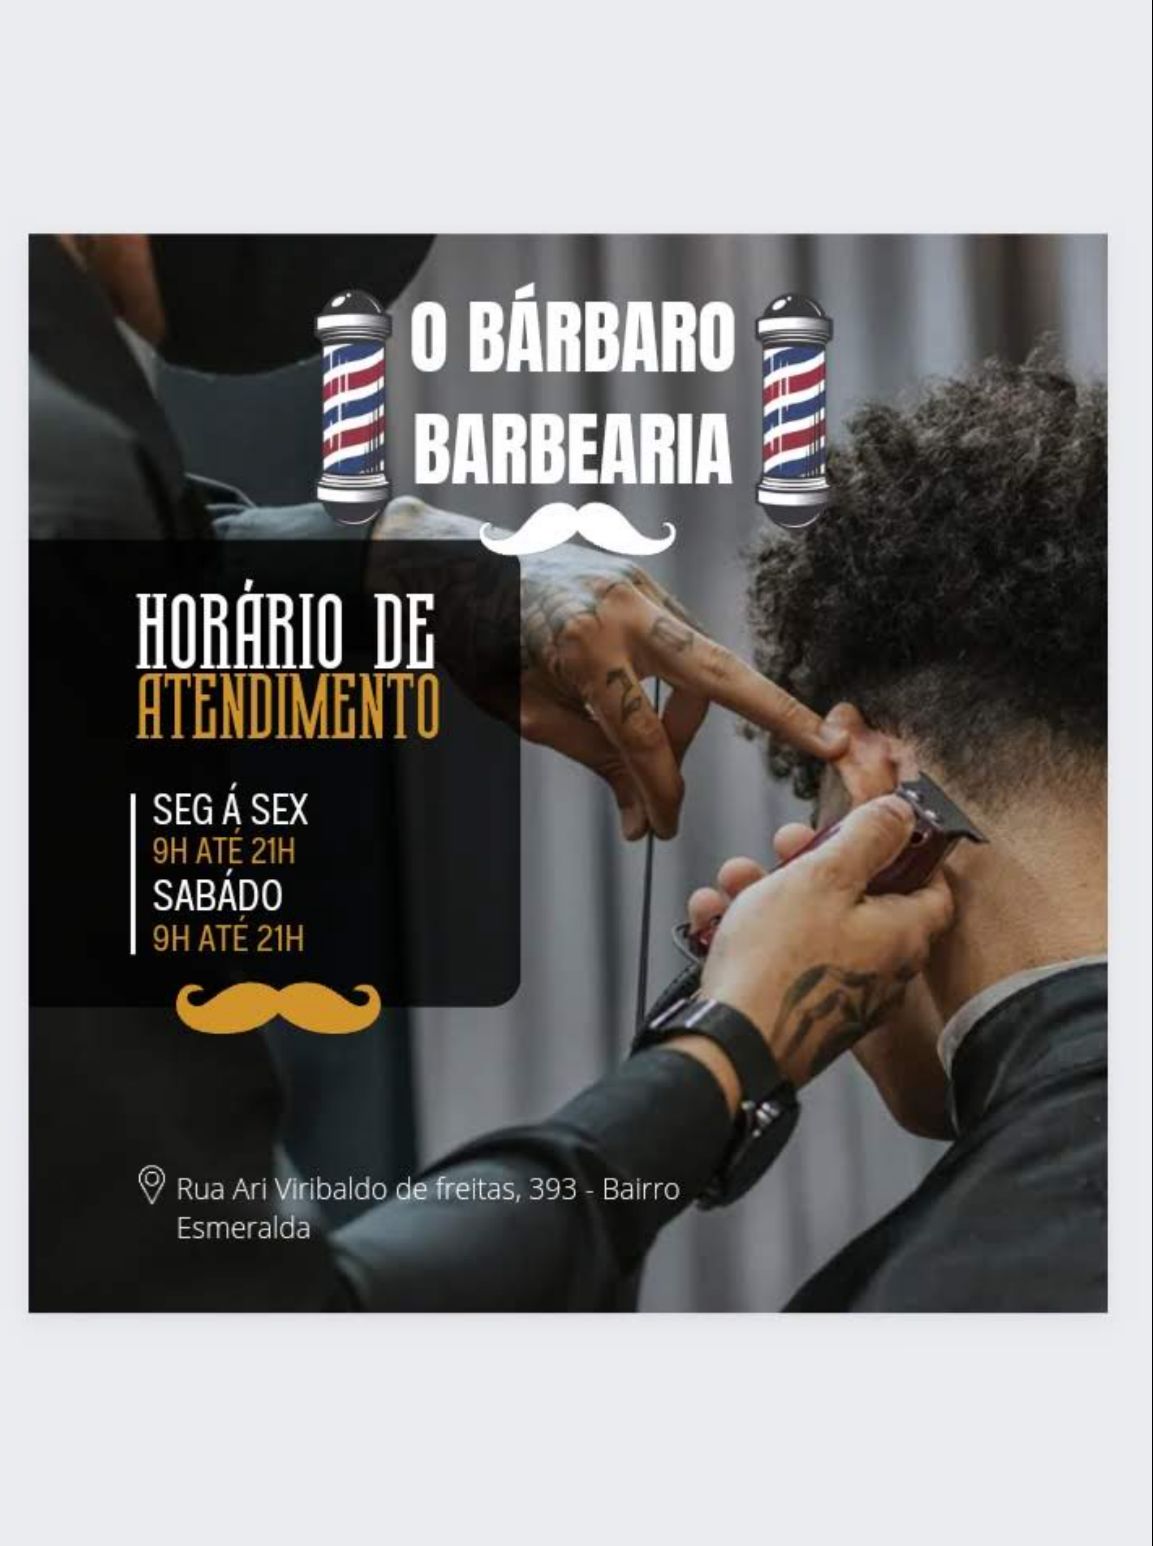 O BÁRBARO
BARBEARIA
HORÁRIO DE
ATENDIMENTO
SEG Á SEX
9H ATÉ 21H
SABÁDO
9H ATÉ 21H
Rua Ari Viribaldo de freitas, 393 - Bairro
Esmeralda